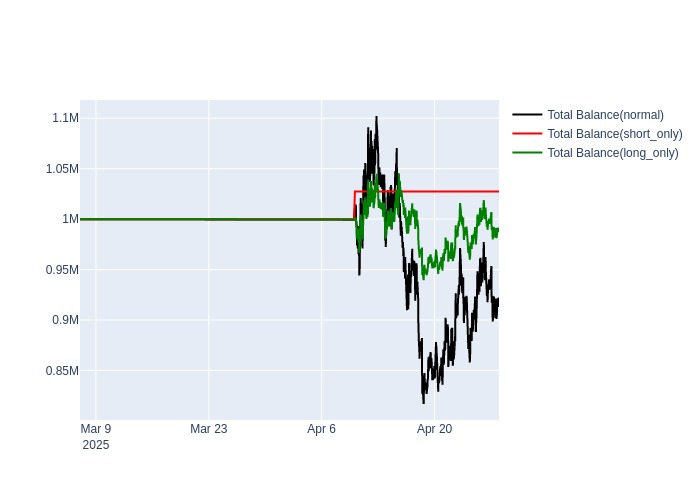 1.1M
1.05M
1M
0.95M
0.9M
0.85M
Mar 9
2025
Mar 23
Apr 6
Apr 20
Total Balance(normal)
Total Balance(short_only)
Total Balance(long_only)